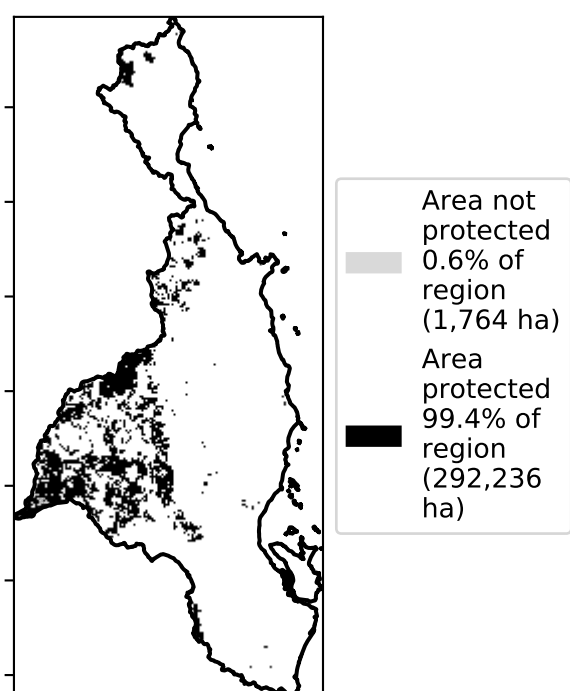 Area not
protected
0.6% of
region
(1,764 ha)
Area
protected
99.4% of
region
(292,236
ha)